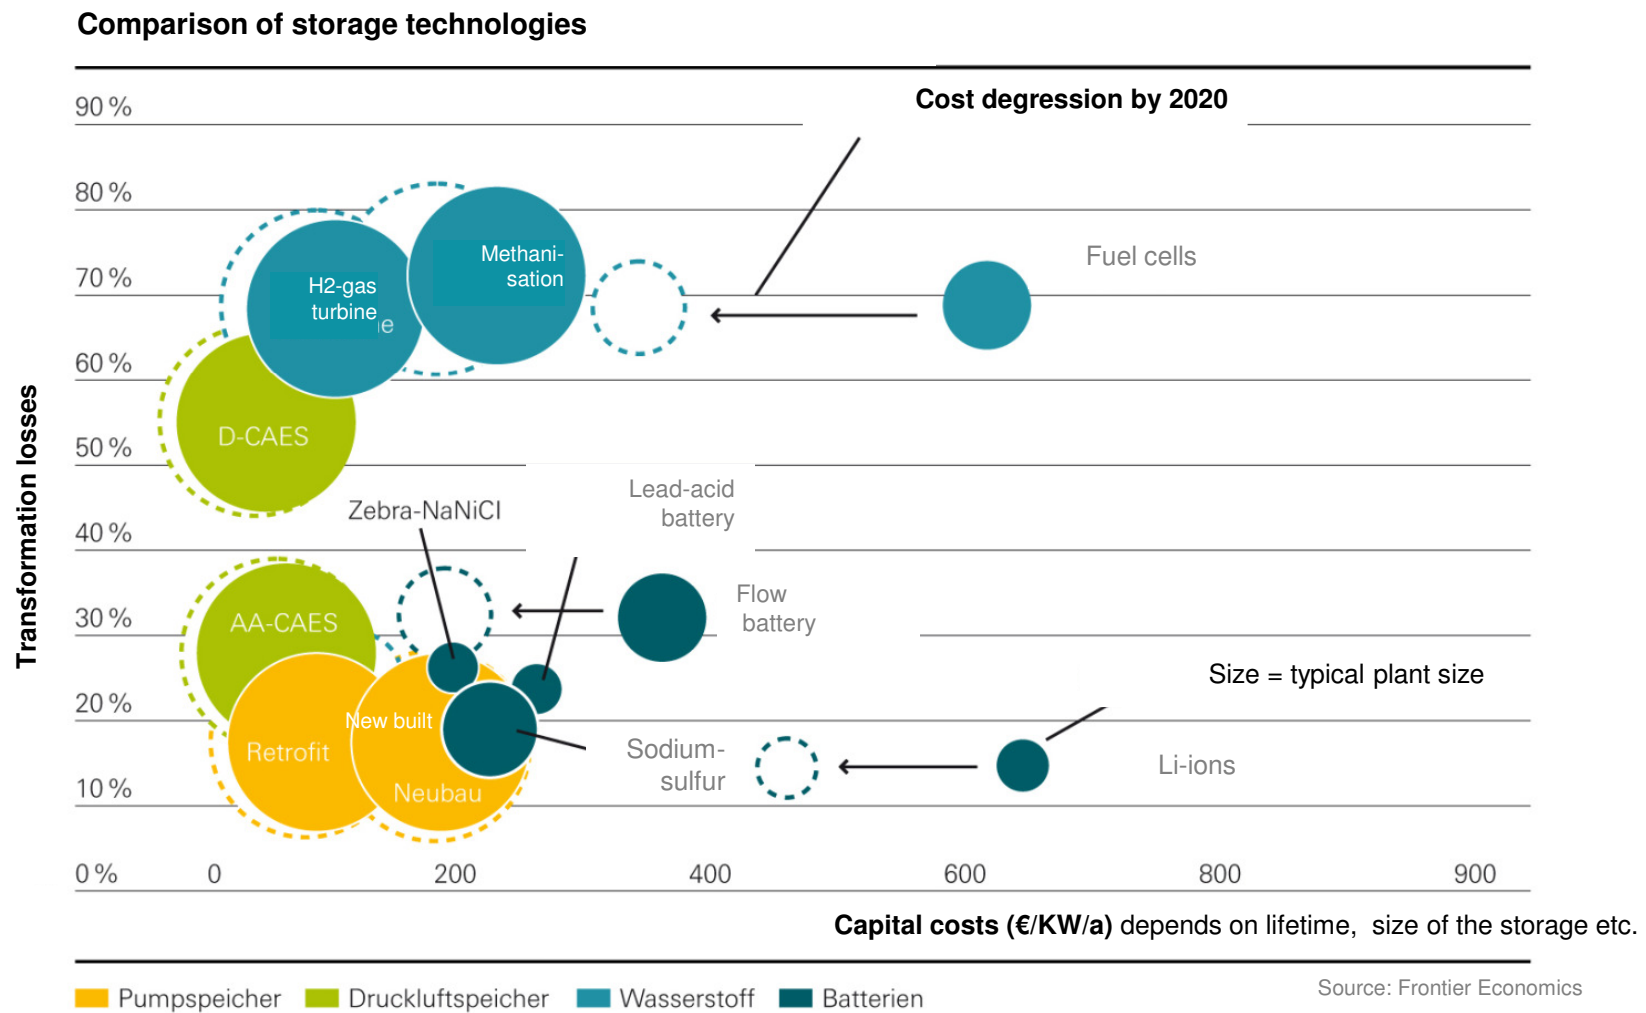 Comparison of storage technologies
90 %
Cost degression by 2020
80 %
Methani-
sation
Fuel cells
70 %
H2-gas
turbine
e
60 %
D-CAES
50 %
Lead-acid
battery
Zebra-NaNiCl
40 %
Flow
battery
30 %
AA-CAES
Size = typical plant size
20 %
New built
Retrofit
Sodium-
sulfur
Li-ions
10 %
Neubau
0 %
0 200 400 600 800 900
Transformation losses
Capital costs (€/KW/a) depends on lifetime, size of the storage etc.
Pumpspeicher Druckluftspeicher Wasserstoff Batterien
Source: Frontier Economics